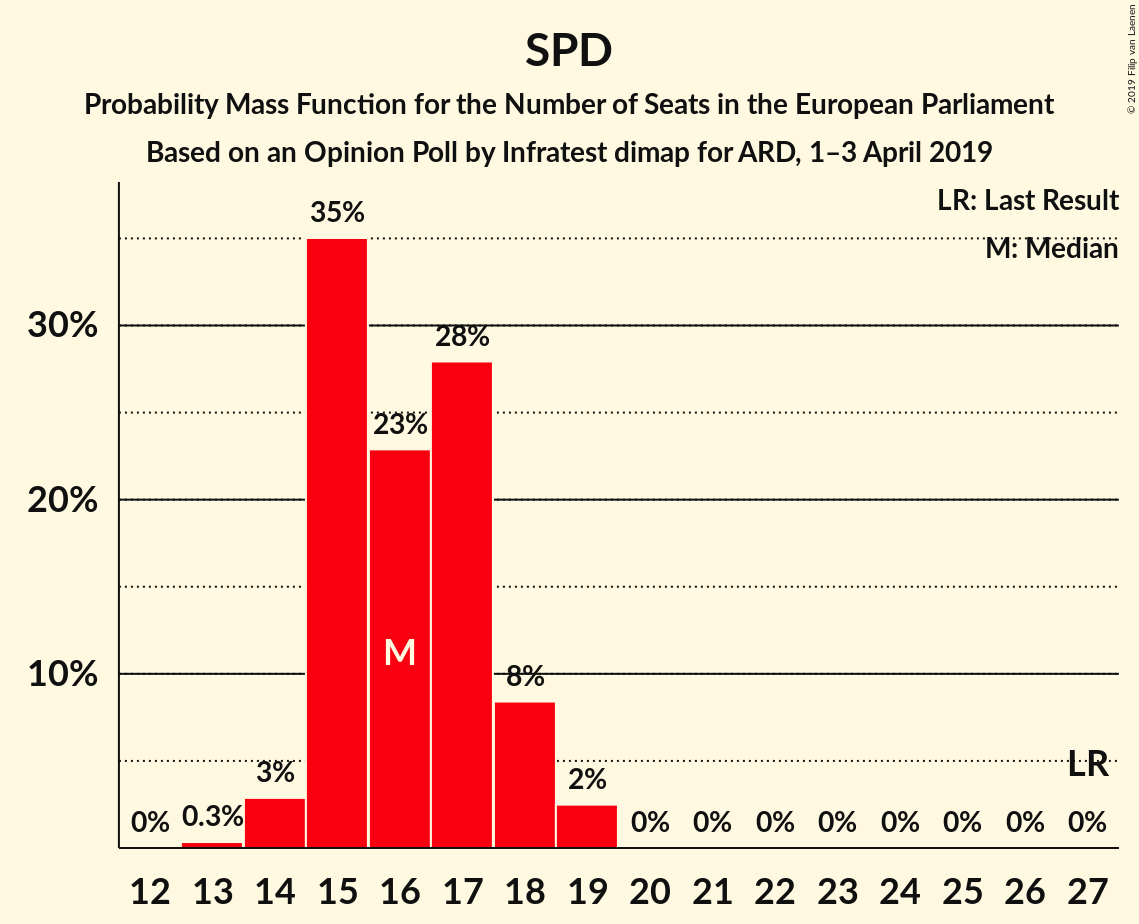 SPD
Probability Mass Function for the Number of Seats in the European Parliament
Based on an Opinion Poll by Infratest dimap for ARD, 1–3 April 2019
© 2019 Filip van Laenen
LR: Last Result
M: Median
35%
30%
28%
23%
20%
M
10%
8%
LR
3%
2%
0% 0.3% 0% 0% 0% 0% 0% 0% 0% 0%
12 13 14 15 16 17 18 19 20 21 22 23 24 25 26 27